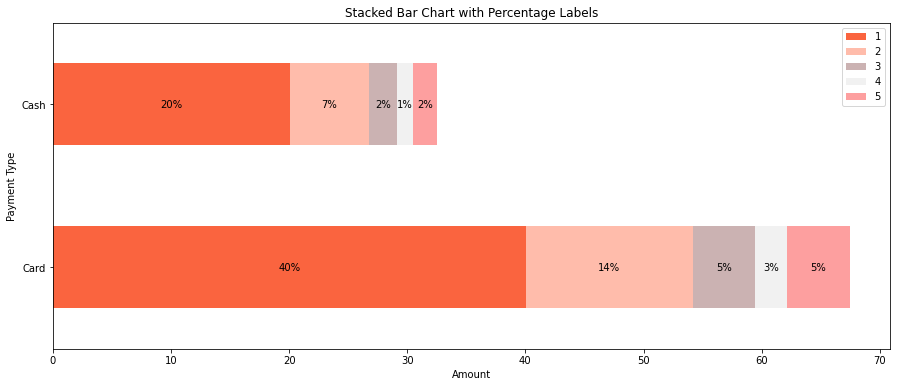 Stacked Bar Chart with Percentage Labels
1
2
3
4
5
Cash
20% 7% 2% 1% 2%
Payment Type
Card
40% 14% 5% 3% 5%
0 10 20 30 40 50 60 70
Amount